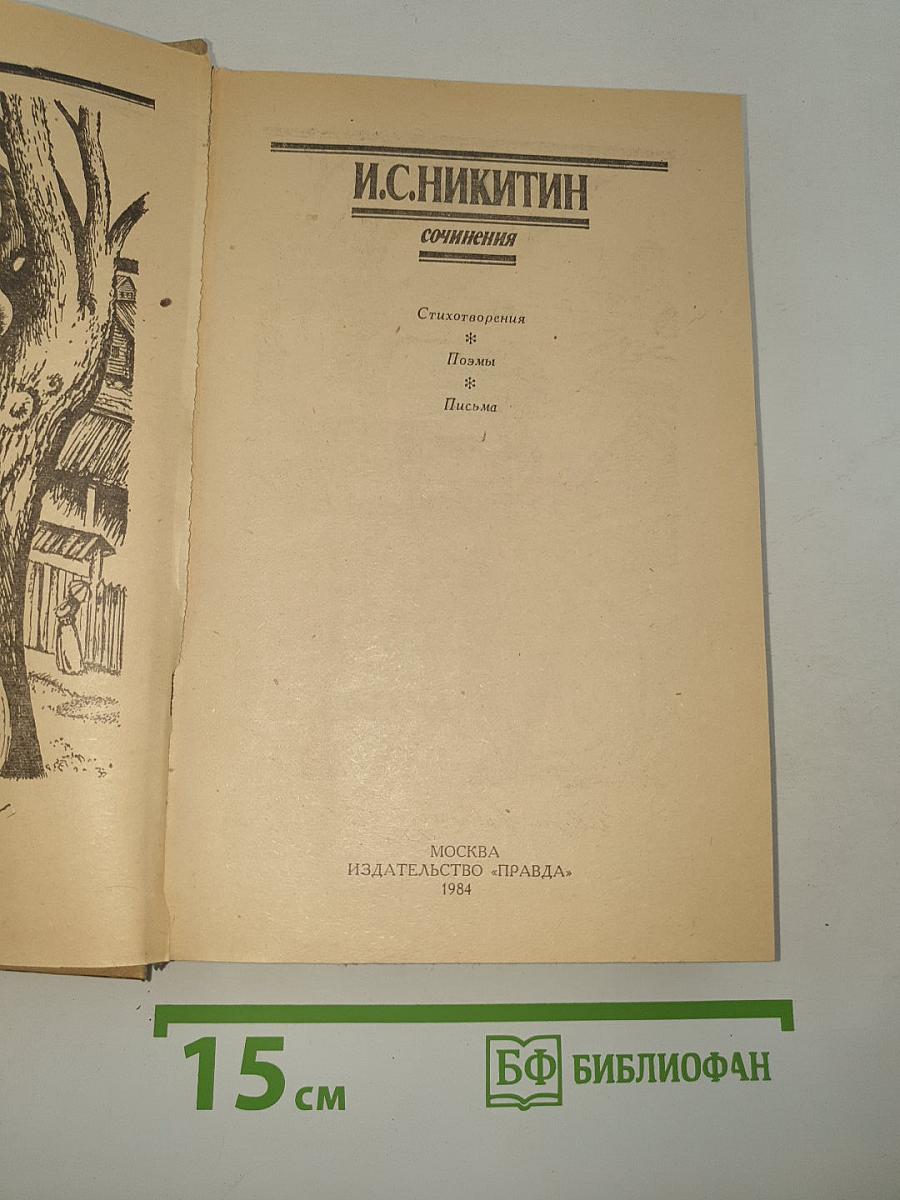 И.С.НИКИТИН
СОЧИНЕНИЯ
Стихотворения
*
Поэмы
*
Письма
МОСКВА
ИЗДАТЕЛЬСТВО «ПРАВДА»
1984
15 см
БФ БИБЛИОФАН